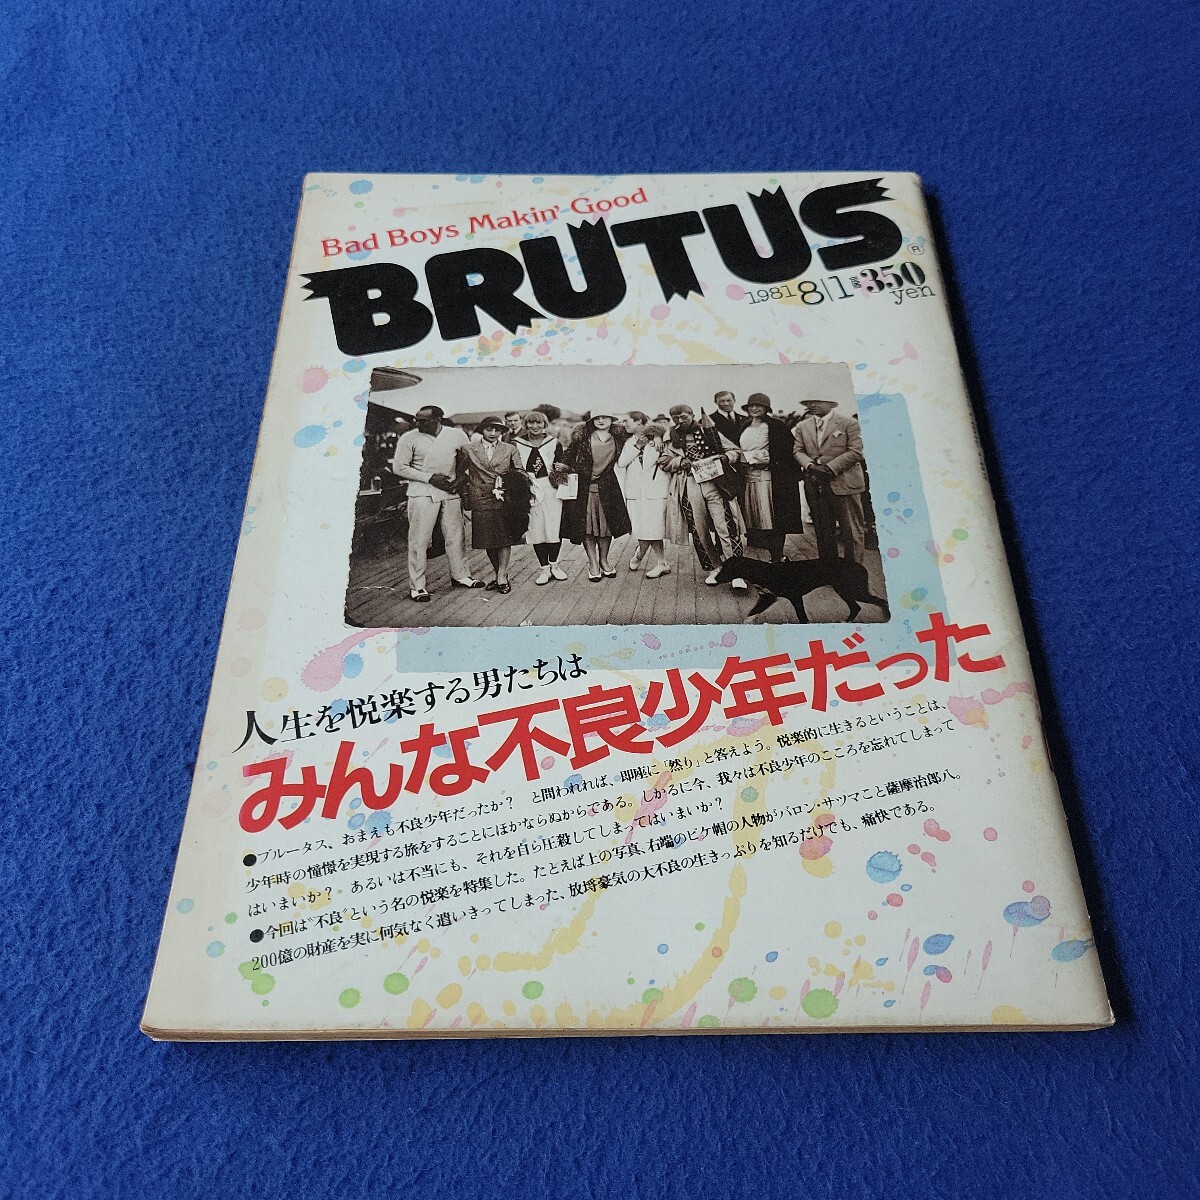 Bad Boys Makin' Good
BRUTUS
®
1981 8/1 350
yen
人生を悦楽する男たちは
みんな不良少年だった
●ブルータス、おまえも不良少年だったか？ と問われれば、即座に「然り」と答えよう。悦楽的に生きるということは、
少年時の憧憬を実現する旅をすることにほかならぬからである。しかるに今、我々は不良少年のこころを忘れてしまって
はいまいか？ あるいは不当にも、それを自ら圧殺してしまってはいまいか？
●今回は“不良”という名の悦楽を特集した。たとえば上の写真、右端のピケ帽の人物がバロン・サツマこと薩摩治郎八。
200億の財産を実に何気なく遣いきってしまった、放埒豪気の大不良の生きっぷりを知るだけでも、痛快である。